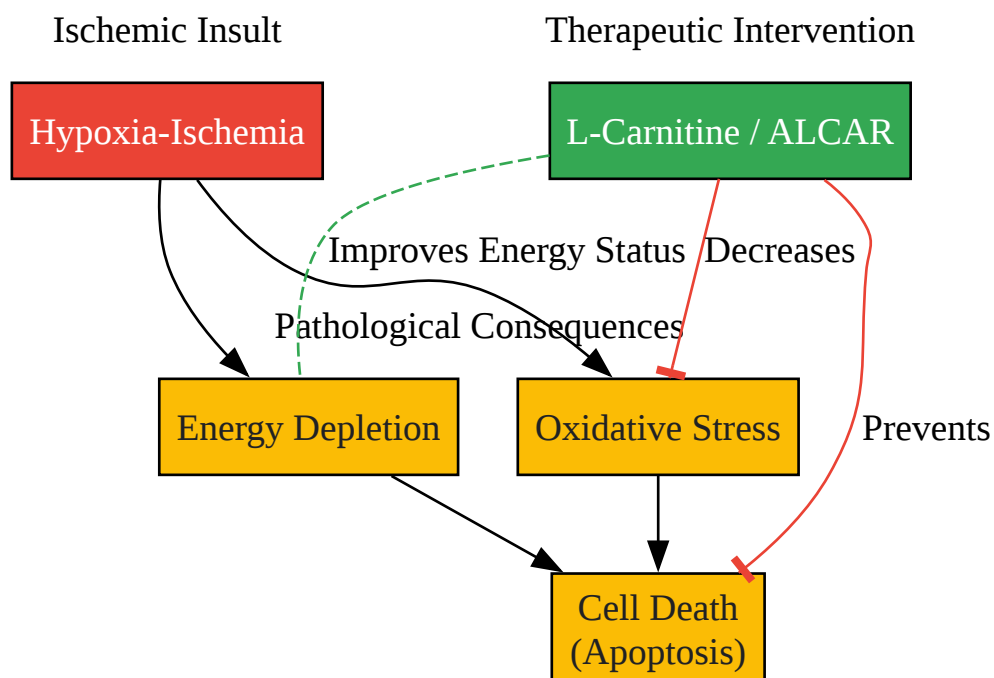 Ischemic Insult
Therapeutic Intervention
Hypoxia-Ischemia
L-Carnitine / ALCAR
Improves Energy Status
Decreases
Pathological Consequences
Energy Depletion
Oxidative Stress
Prevents
Cell Death
(Apoptosis)